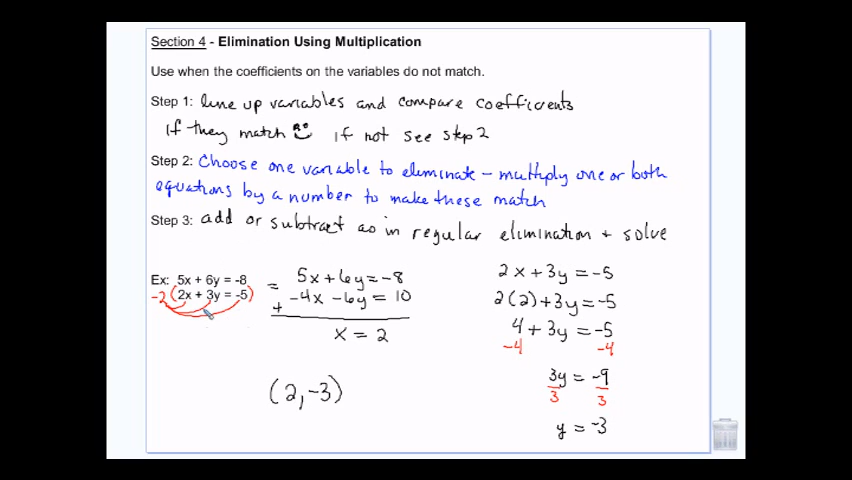 Section 4 - Elimination Using Multiplication
Use when the coefficients on the variables do not match.
Step 1: line up variables and compare coefficients
If they match if not see step 2
Step 2: Choose one variable to eliminate - multiply one or both
equations by a number to make these match
Step 3: add or subtract as in regular elimination + solve
Ex: 5x + 6y = -8
-2 (2x + 3y = -5)
= 5x + 6y = -8
+ -4x - 6y = 10
x = 2
(2, -3)
2x + 3y = -5
2(2) + 3y = -5
4 + 3y = -5
-4 -4
3y = -9
3 3
y = -3